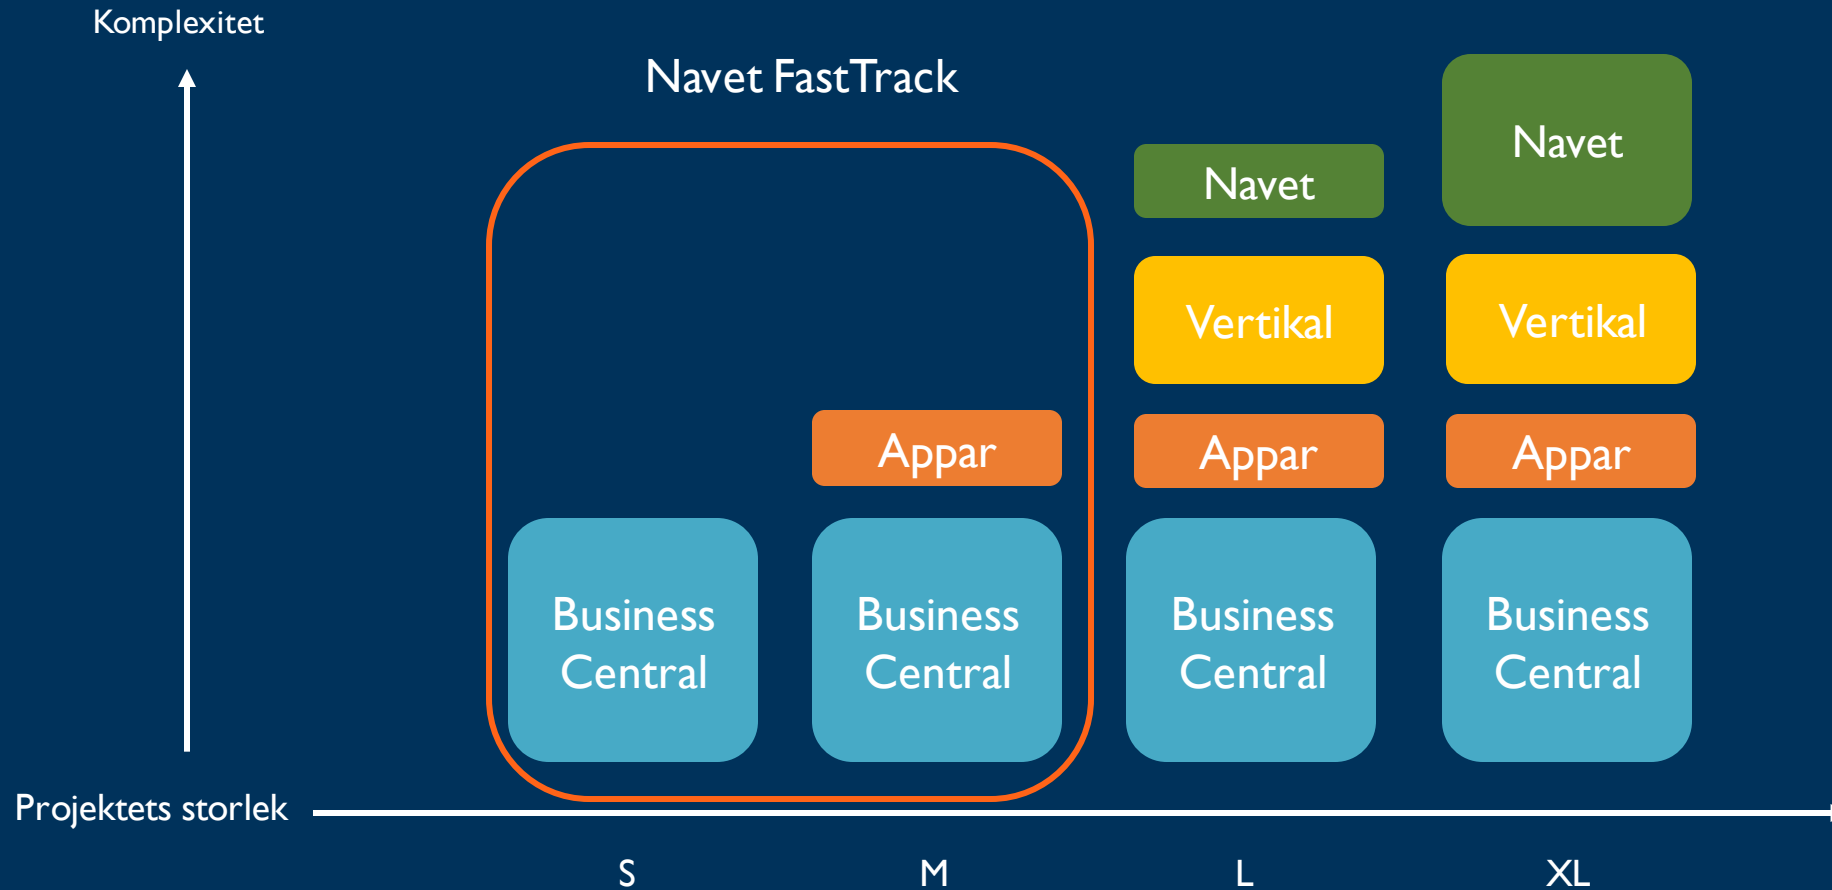 Komplexitet
Navet FastTrack
Navet
Navet
Vertikal
Vertikal
Appar
Appar
Appar
Business
Central
Business
Central
Business
Central
Business
Central
Projektets storlek
S
M
L
XL